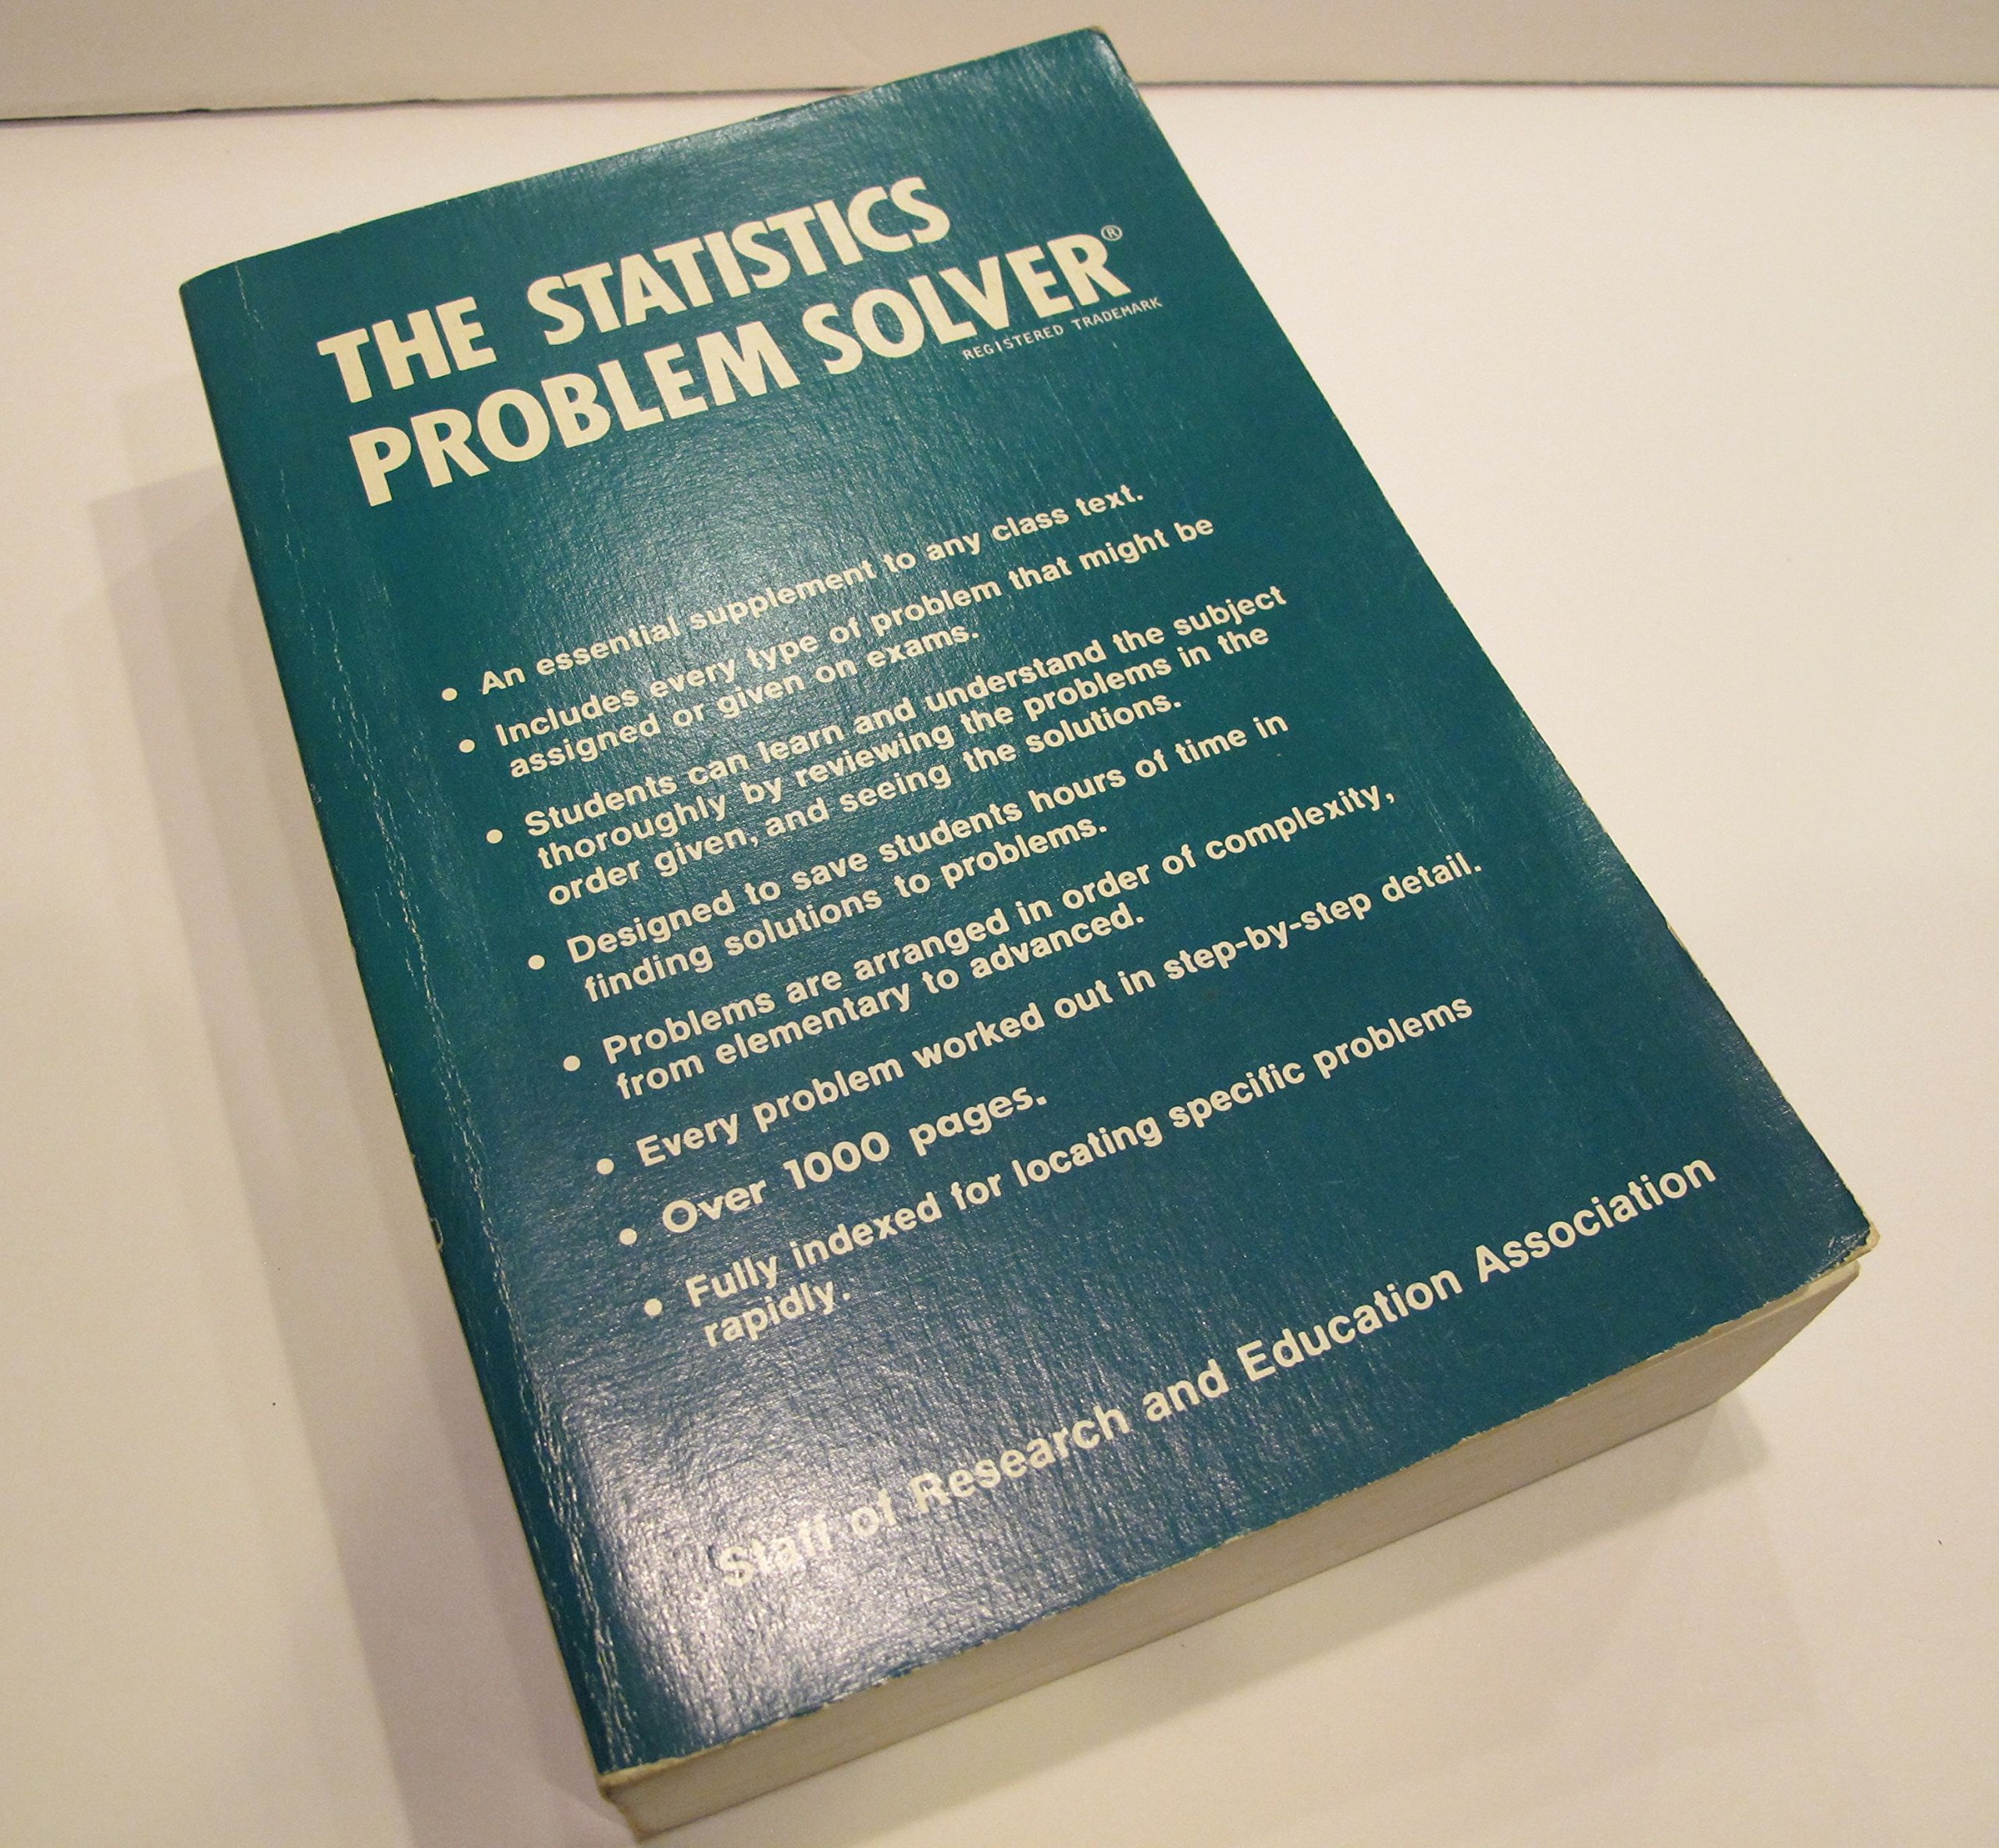 THE STATISTICS
PROBLEM SOLVER®
REGISTERED TRADEMARK
• An essential supplement to any class text.
• Includes every type of problem that might be
assigned or given on exams.
• Students can learn and understand the subject
thoroughly by reviewing the problems in the
order given, and seeing the solutions.
• Designed to save students hours of time in
finding solutions to problems.
• Problems are arranged in order of complexity,
from elementary to advanced.
• Every problem worked out in step-by-step detail.
• Over 1000 pages.
• Fully indexed for locating specific problems
rapidly.
Staff of Research and Education Association